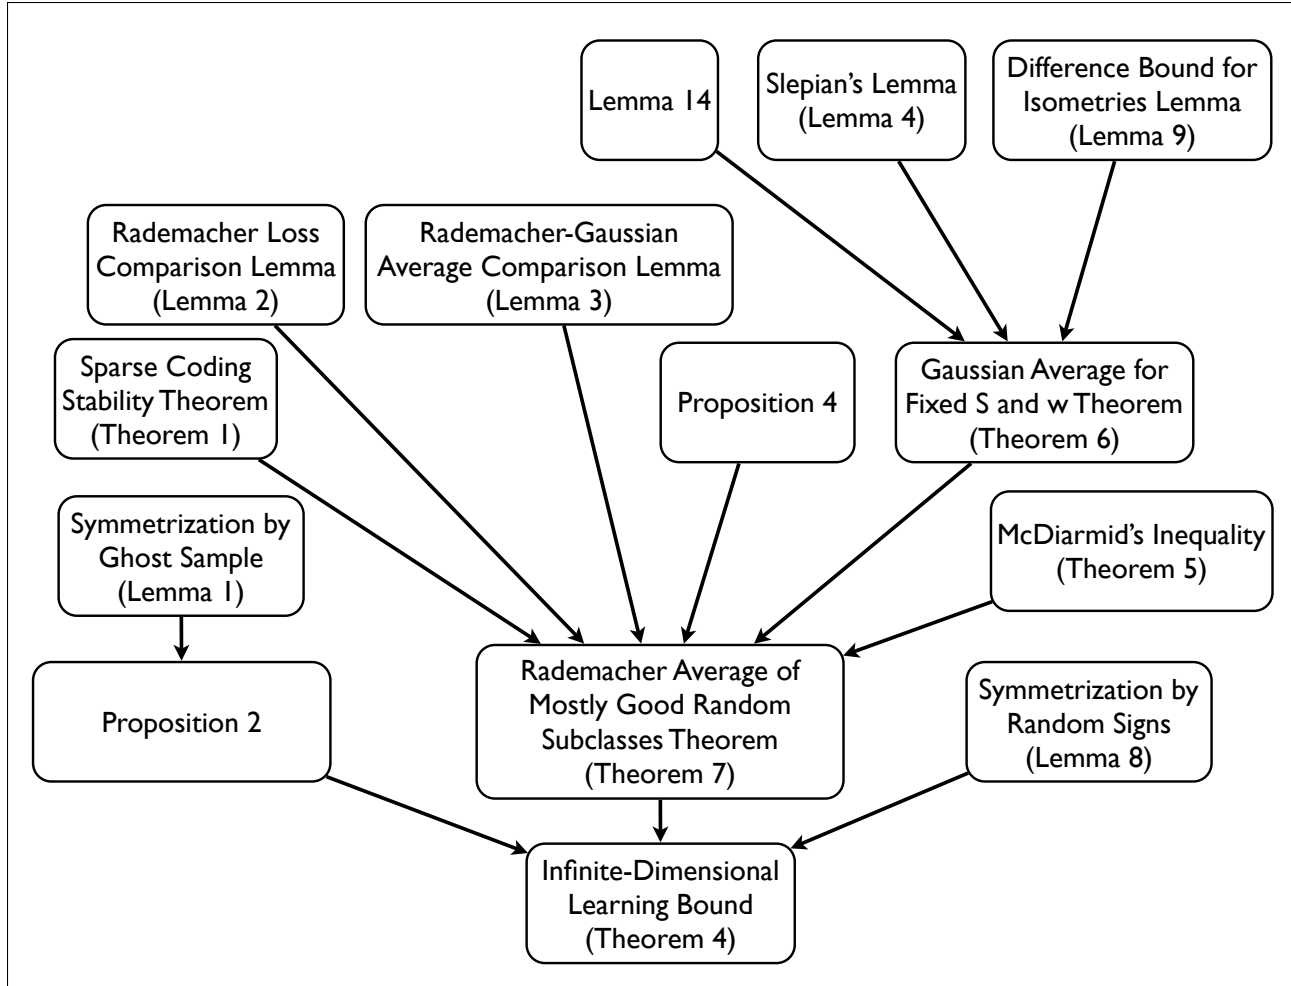 Lemma 14
Slepian's Lemma
(Lemma 4)
Difference Bound for
Isometries Lemma
(Lemma 9)
Rademacher Loss
Comparison Lemma
(Lemma 2)
Rademacher-Gaussian
Average Comparison Lemma
(Lemma 3)
Sparse Coding
Stability Theorem
(Theorem 1)
Proposition 4
Gaussian Average for
Fixed S and w Theorem
(Theorem 6)
Symmetrization by
Ghost Sample
(Lemma 1)
McDiarmid's Inequality
(Theorem 5)
Proposition 2
Rademacher Average of
Mostly Good Random
Subclasses Theorem
(Theorem 7)
Symmetrization by
Random Signs
(Lemma 8)
Infinite-Dimensional
Learning Bound
(Theorem 4)